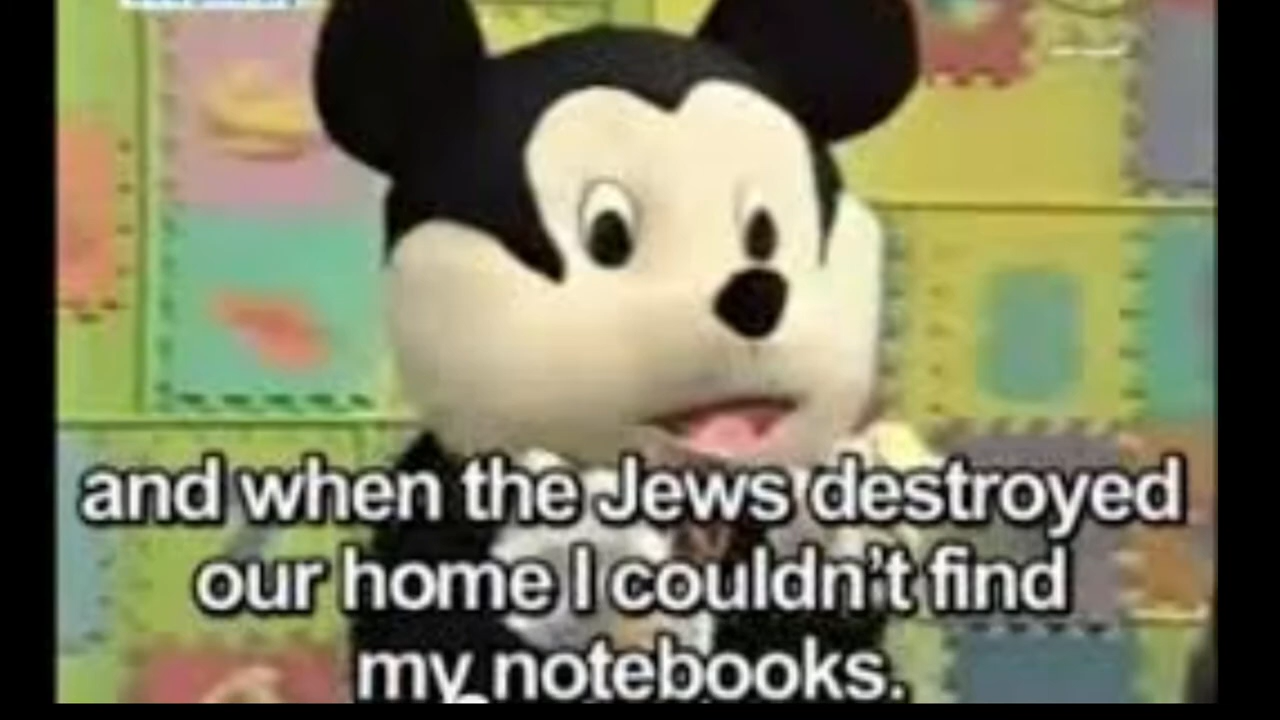 and when the Jews destroyed
our home I couldn't find
my notebooks.